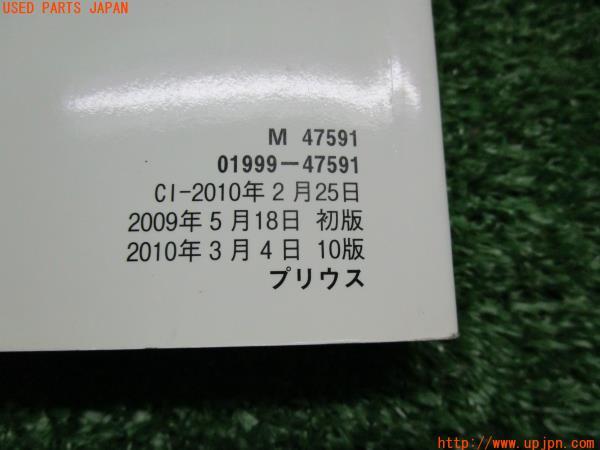 USED PARTS JAPAN
M 47591
01999-47591
CI-2010年2月25日
2009年5月18日 初版
2010年3月4日 10版
プリウス
http://www.upjpn.com